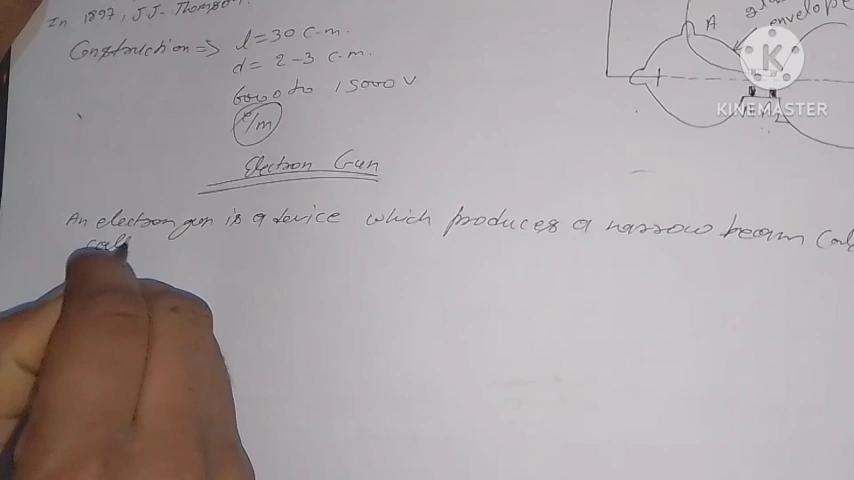 In 1897, J.J. Thomson.
Construction => l = 30 c.m.
d = 2-3 c.m.
6000 to 15000 V
e/m
A
envelope
KINEMASTER
Electron Gun
An electron gun is a device which produces a narrow beam